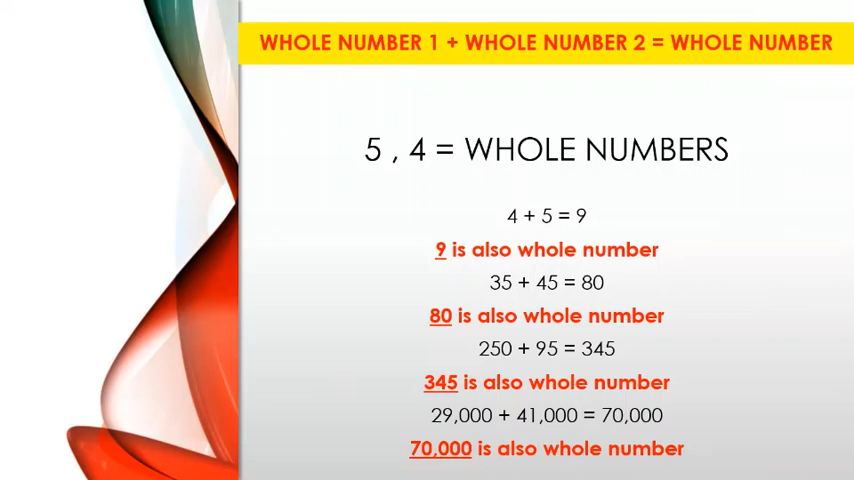 WHOLE NUMBER 1 + WHOLE NUMBER 2 = WHOLE NUMBER
5 , 4 = WHOLE NUMBERS
4 + 5 = 9
9 is also whole number
35 + 45 = 80
80 is also whole number
250 + 95 = 345
345 is also whole number
29,000 + 41,000 = 70,000
70,000 is also whole number